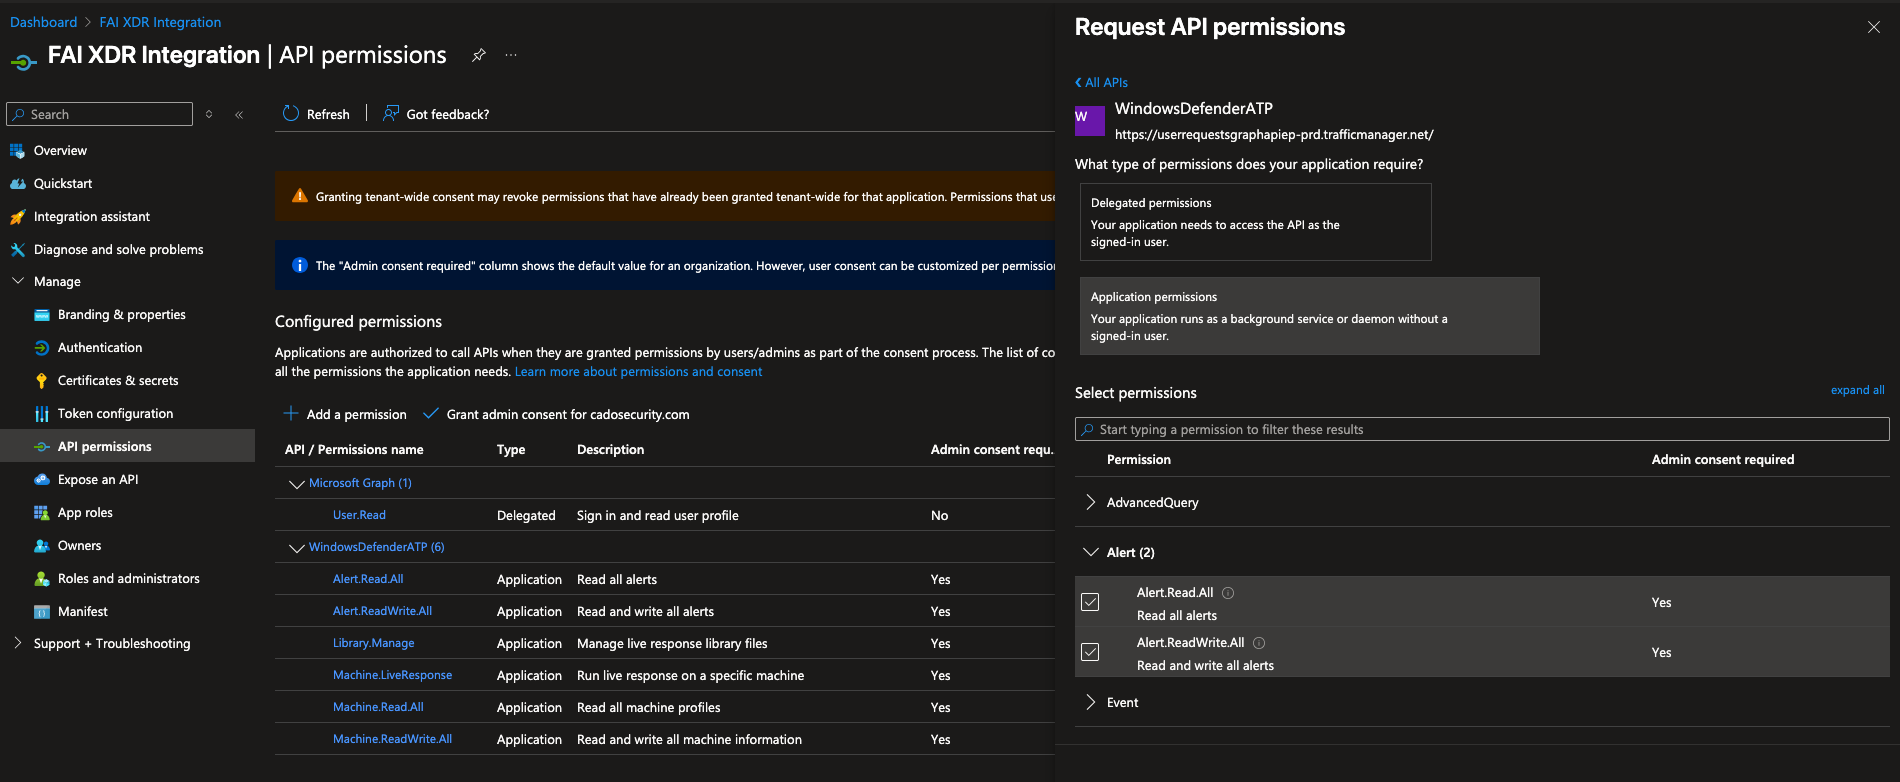 Dashboard > FAI XDR Integration
FAI XDR Integration | API permissions
Search
Overview
Quickstart
Integration assistant
Diagnose and solve problems
Manage
Branding & properties
Authentication
Certificates & secrets
Token configuration
API permissions
Expose an API
App roles
Owners
Roles and administrators
Manifest
Support + Troubleshooting
Refresh
Got feedback?
Granting tenant-wide consent may revoke permissions that have already been granted tenant-wide for that application. Permissions that use
The "Admin consent required" column shows the default value for an organization. However, user consent can be customized per permission
Configured permissions
Applications are authorized to call APIs when they are granted permissions by users/admins as part of the consent process. The list of co
all the permissions the application needs. Learn more about permissions and consent
Add a permission
Grant admin consent for cadosecurity.com
API / Permissions name Type Description Admin consent requ...
Microsoft Graph (1)
User.Read Delegated Sign in and read user profile No
WindowsDefenderATP (6)
Alert.Read.All Application Read all alerts Yes
Alert.ReadWrite.All Application Read and write all alerts Yes
Library.Manage Application Manage live response library files Yes
Machine.LiveResponse Application Run live response on a specific machine Yes
Machine.Read.All Application Read all machine profiles Yes
Machine.ReadWrite.All Application Read and write all machine information Yes
Request API permissions
All APIs
W
WindowsDefenderATP
https://userrequestsgraphapiep-prd.trafficmanager.net/
What type of permissions does your application require?
Delegated permissions
Your application needs to access the API as the
signed-in user.
Application permissions
Your application runs as a background service or daemon without a
signed-in user.
Select permissions
expand all
Start typing a permission to filter these results
Permission Admin consent required
AdvancedQuery
Alert (2)
Alert.Read.All
Read all alerts
Yes
Alert.ReadWrite.All
Read and write all alerts
Yes
Event